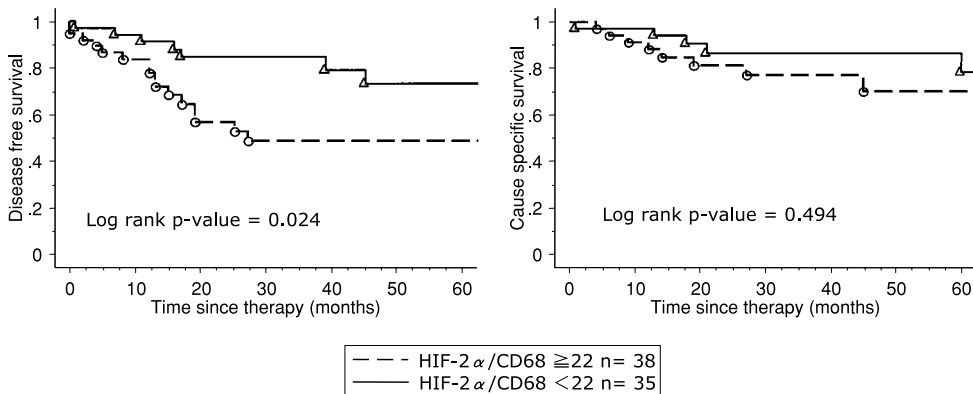 Disease free survival
1
.8
.6
.4
.2
0
Log rank p-value = 0.024
0 10 20 30 40 50 60
Time since therapy (months)
Cause specific survival
1
.8
.6
.4
.2
0
Log rank p-value = 0.494
0 10 20 30 40 50 60
Time since therapy (months)
HIF-2α/CD68 ≧22 n= 38
HIF-2α/CD68 <22 n= 35